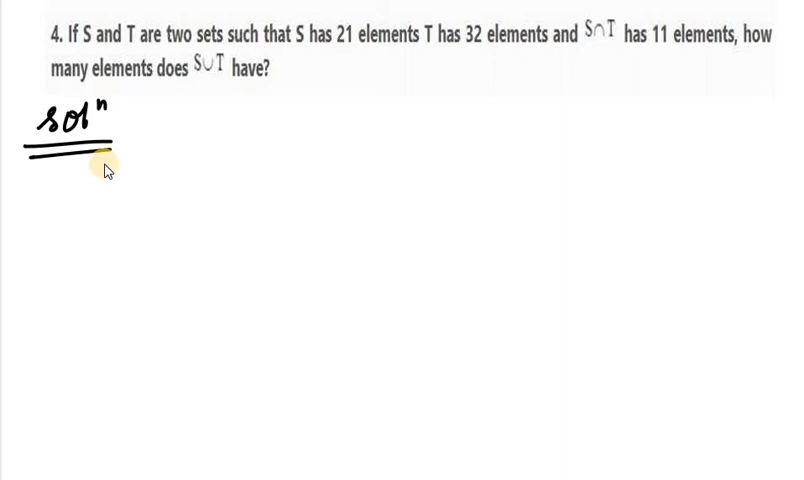 4. If S and T are two sets such that S has 21 elements T has 32 elements and S∩T has 11 elements, how
many elements does S∪T have?
solⁿ